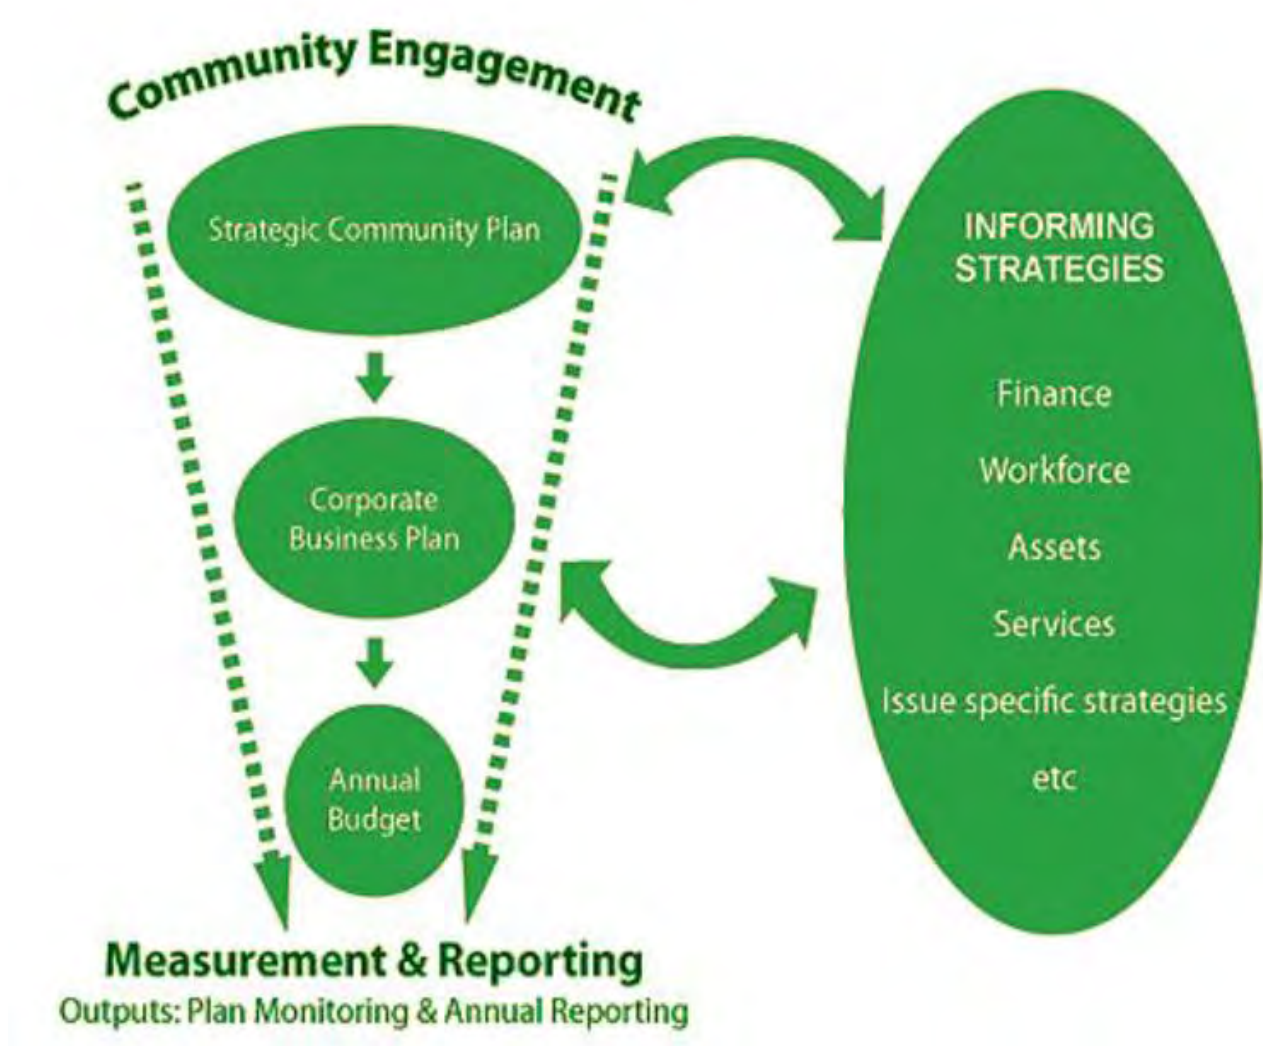 Community Engagement
Strategic Community Plan
Corporate
Business Plan
Annual
Budget
Measurement & Reporting
Outputs: Plan Monitoring & Annual Reporting
INFORMING
STRATEGIES
Finance
Workforce
Assets
Services
Issue specific strategies
etc